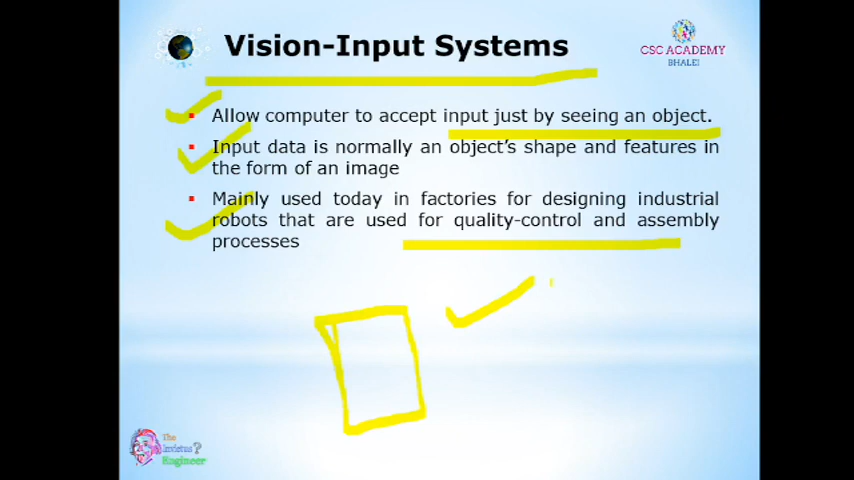 Vision-Input Systems
CSC ACADEMY
BHALEI
Allow computer to accept input just by seeing an object.
Input data is normally an object's shape and features in
the form of an image
Mainly used today in factories for designing industrial
robots that are used for quality-control and assembly
processes
The
Invictus?
Engineer